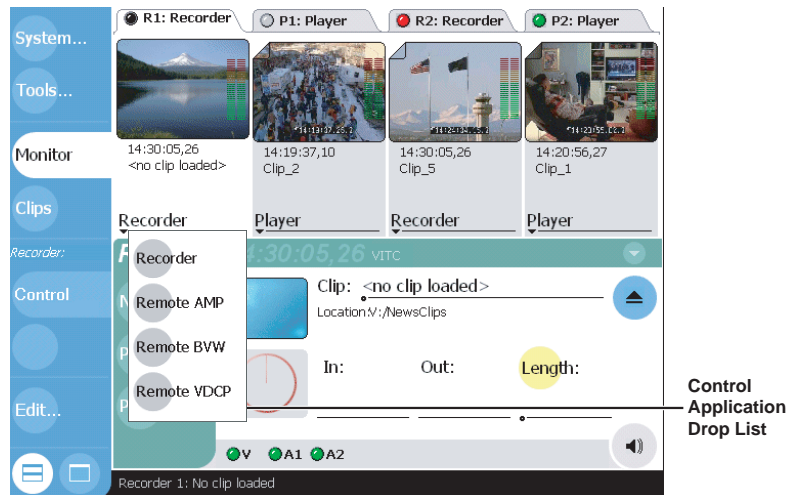 System...
Tools...
Monitor
Clips
Recorder:
Control
Edit...
R1: Recorder
P1: Player
R2: Recorder
P2: Player
14:30:05,26
<no clip loaded>
14:19:37,10
Clip_2
14:30:05,26
Clip_5
14:20:56,27
Clip_1
Recorder
Player
Recorder
Player
Recorder
Remote AMP
Remote BVW
Remote VDCP
4:30:05,26 VITC
Clip: <no clip loaded>
Location:V:/NewsClips
In:
Out:
Length:
V
A1
A2
Recorder 1: No clip loaded
Control
Application
Drop List